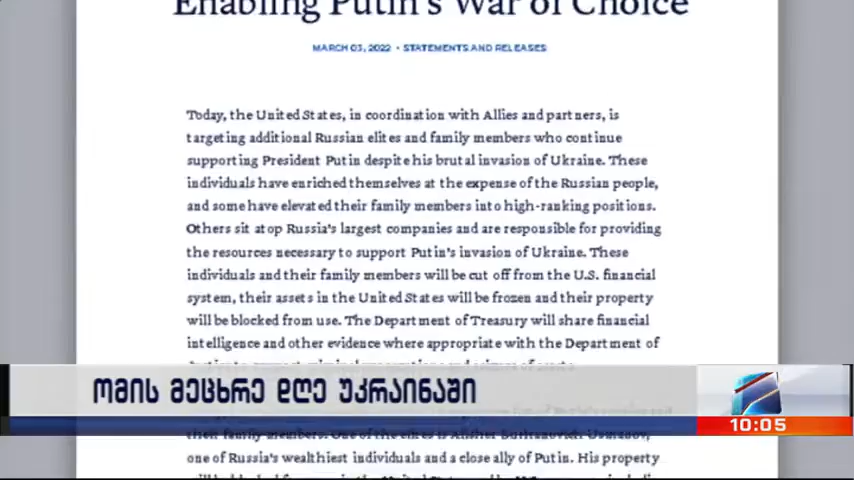 Enabling Putin's War of Choice
MARCH 03, 2022 • STATEMENTS AND RELEASES
Today, the United States, in coordination with Allies and partners, is
targeting additional Russian elites and family members who continue
supporting President Putin despite his brutal invasion of Ukraine. These
individuals have enriched themselves at the expense of the Russian people,
and some have elevated their family members into high-ranking positions.
Others sit atop Russia's largest companies and are responsible for providing
the resources necessary to support Putin's invasion of Ukraine. These
individuals and their family members will be cut off from the U.S. financial
system, their assets in the United States will be frozen and their property
will be blocked from use. The Department of Treasury will share financial
intelligence and other evidence where appropriate with the Department of
ომის მეცხრე დღე უკრაინაში
10:05
their family members. One of the elites is Alisher Burhanovich Usmanov,
one of Russia's wealthiest individuals and a close ally of Putin. His property